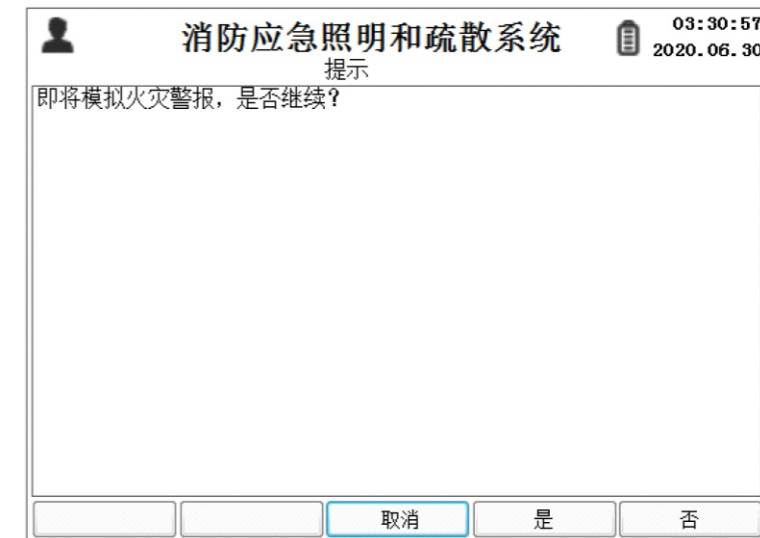 消防应急照明和疏散系统
03:30:57
2020.06.30
提示
即将模拟火灾警报，是否继续？
取消
是
否